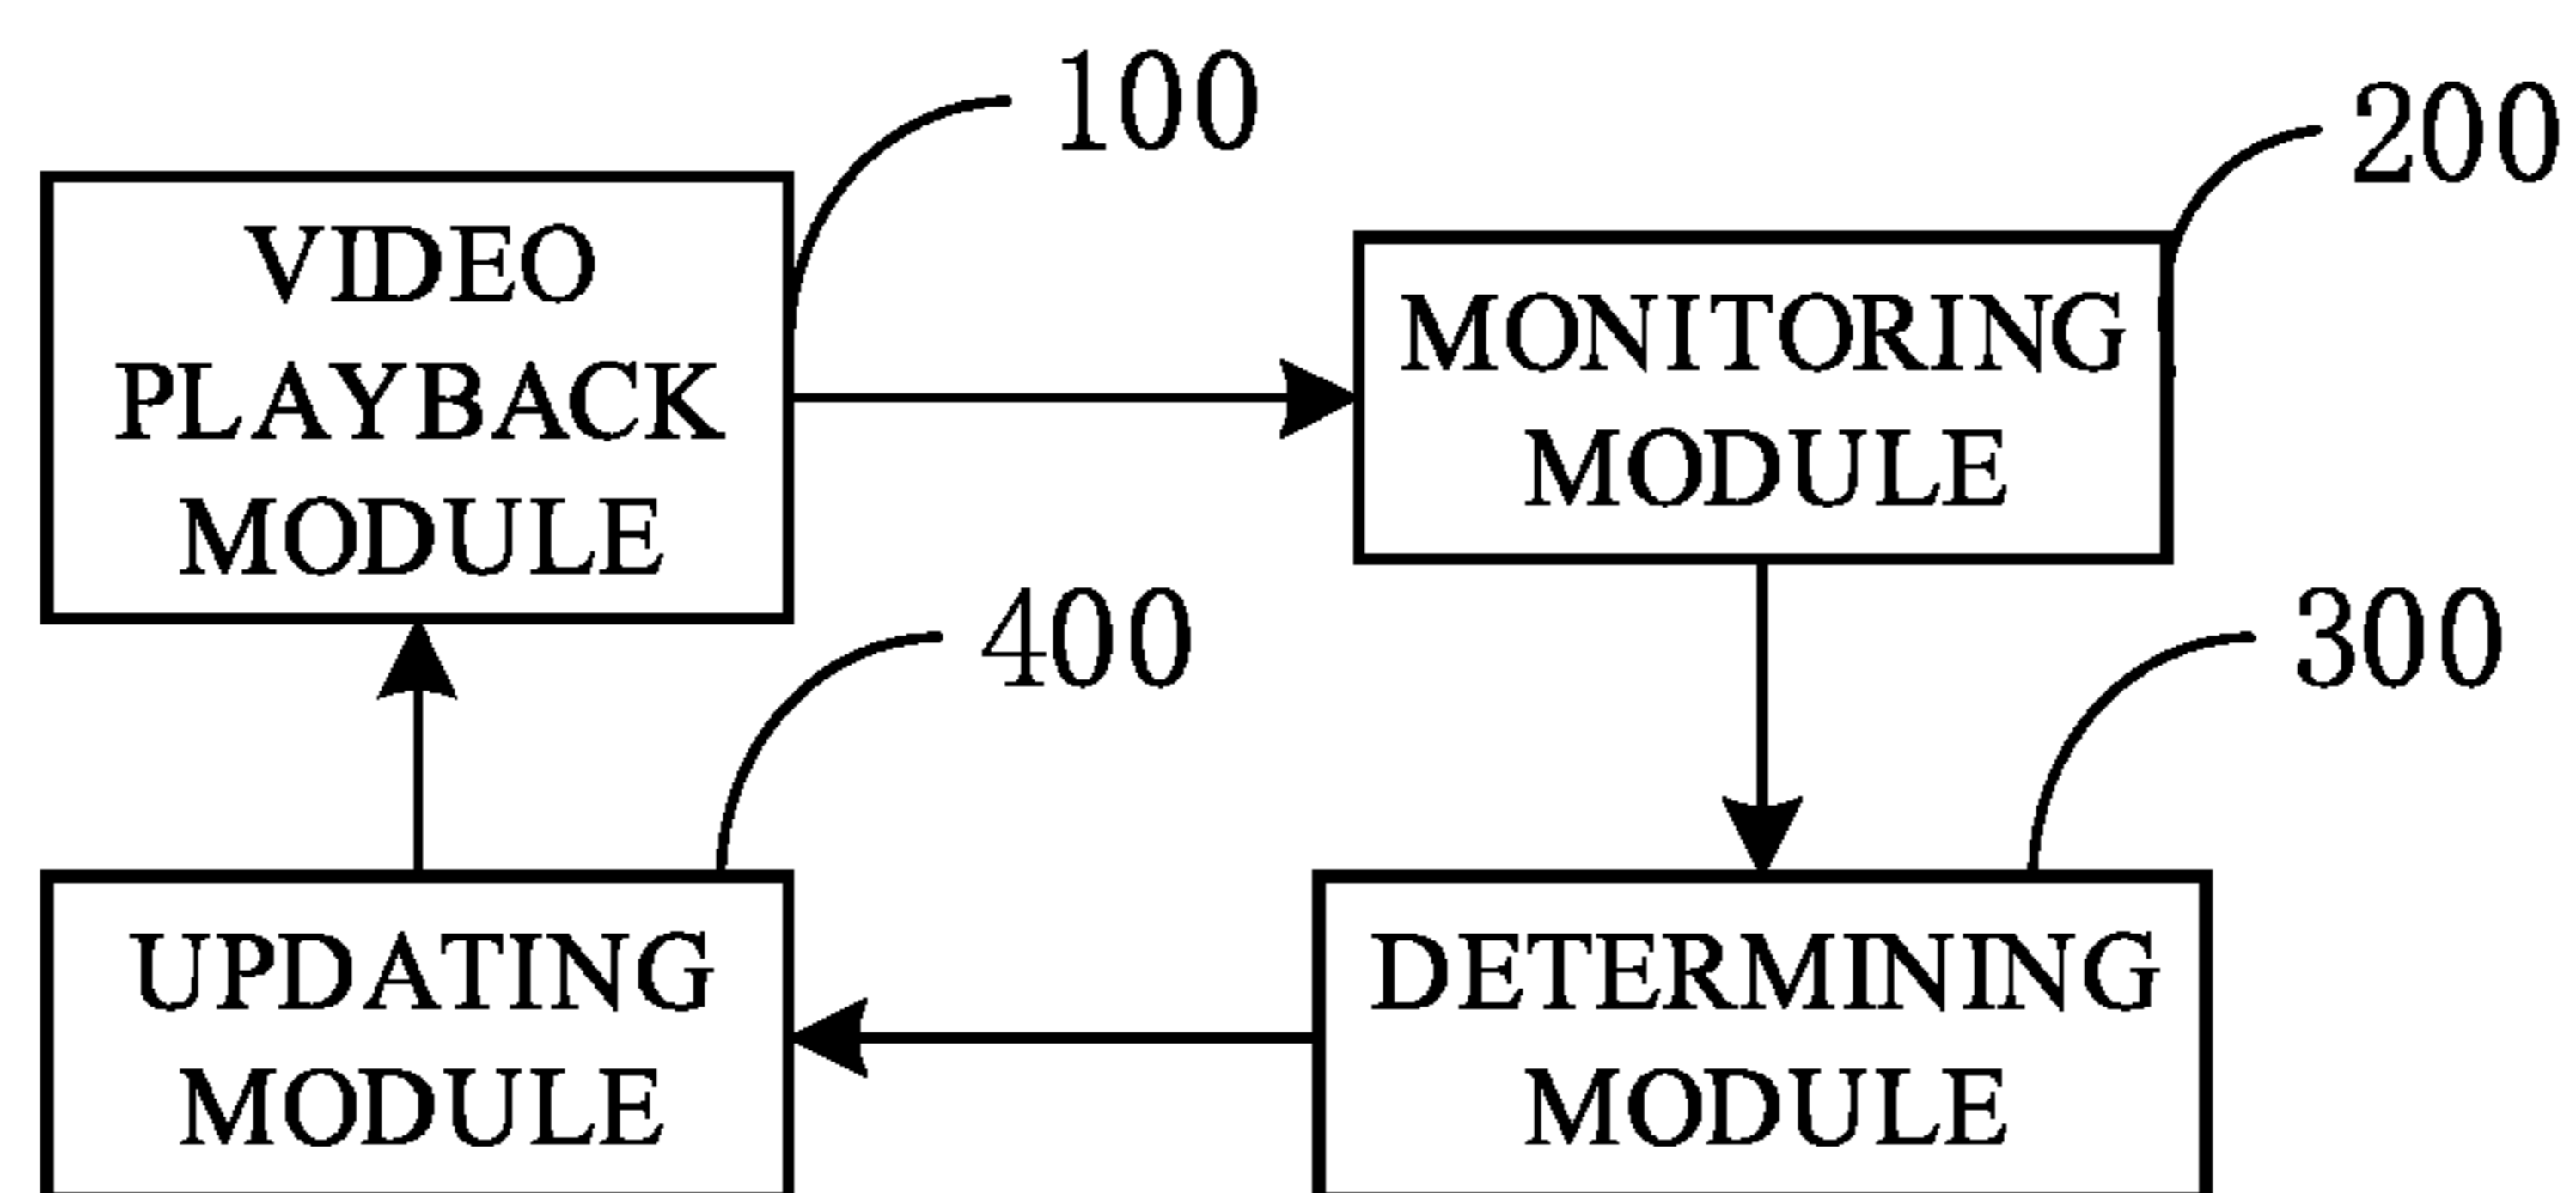 100
200
VIDEO
PLAYBACK
MODULE
MONITORING
MODULE
400
300
UPDATING
MODULE
DETERMINING
MODULE